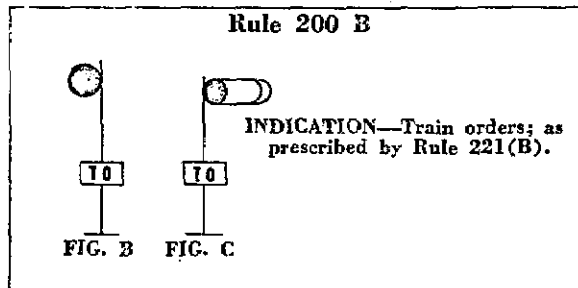 Rule 200 B
INDICATION—Train orders; as
prescribed by Rule 221(B).
TO TO
FIG. B FIG. C